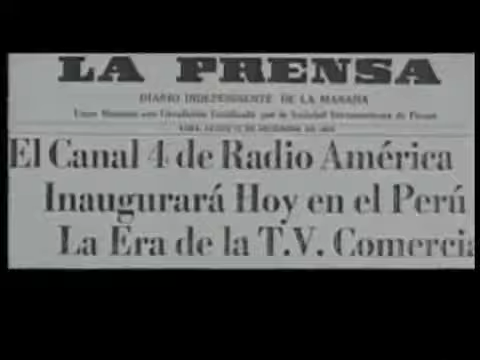 LA PRENSA
DIARIO INDEPENDIENTE DE LA MAÑANA
El Canal 4 de Radio América
Inaugurará Hoy en el Perú
La Era de la T.V. Comercia